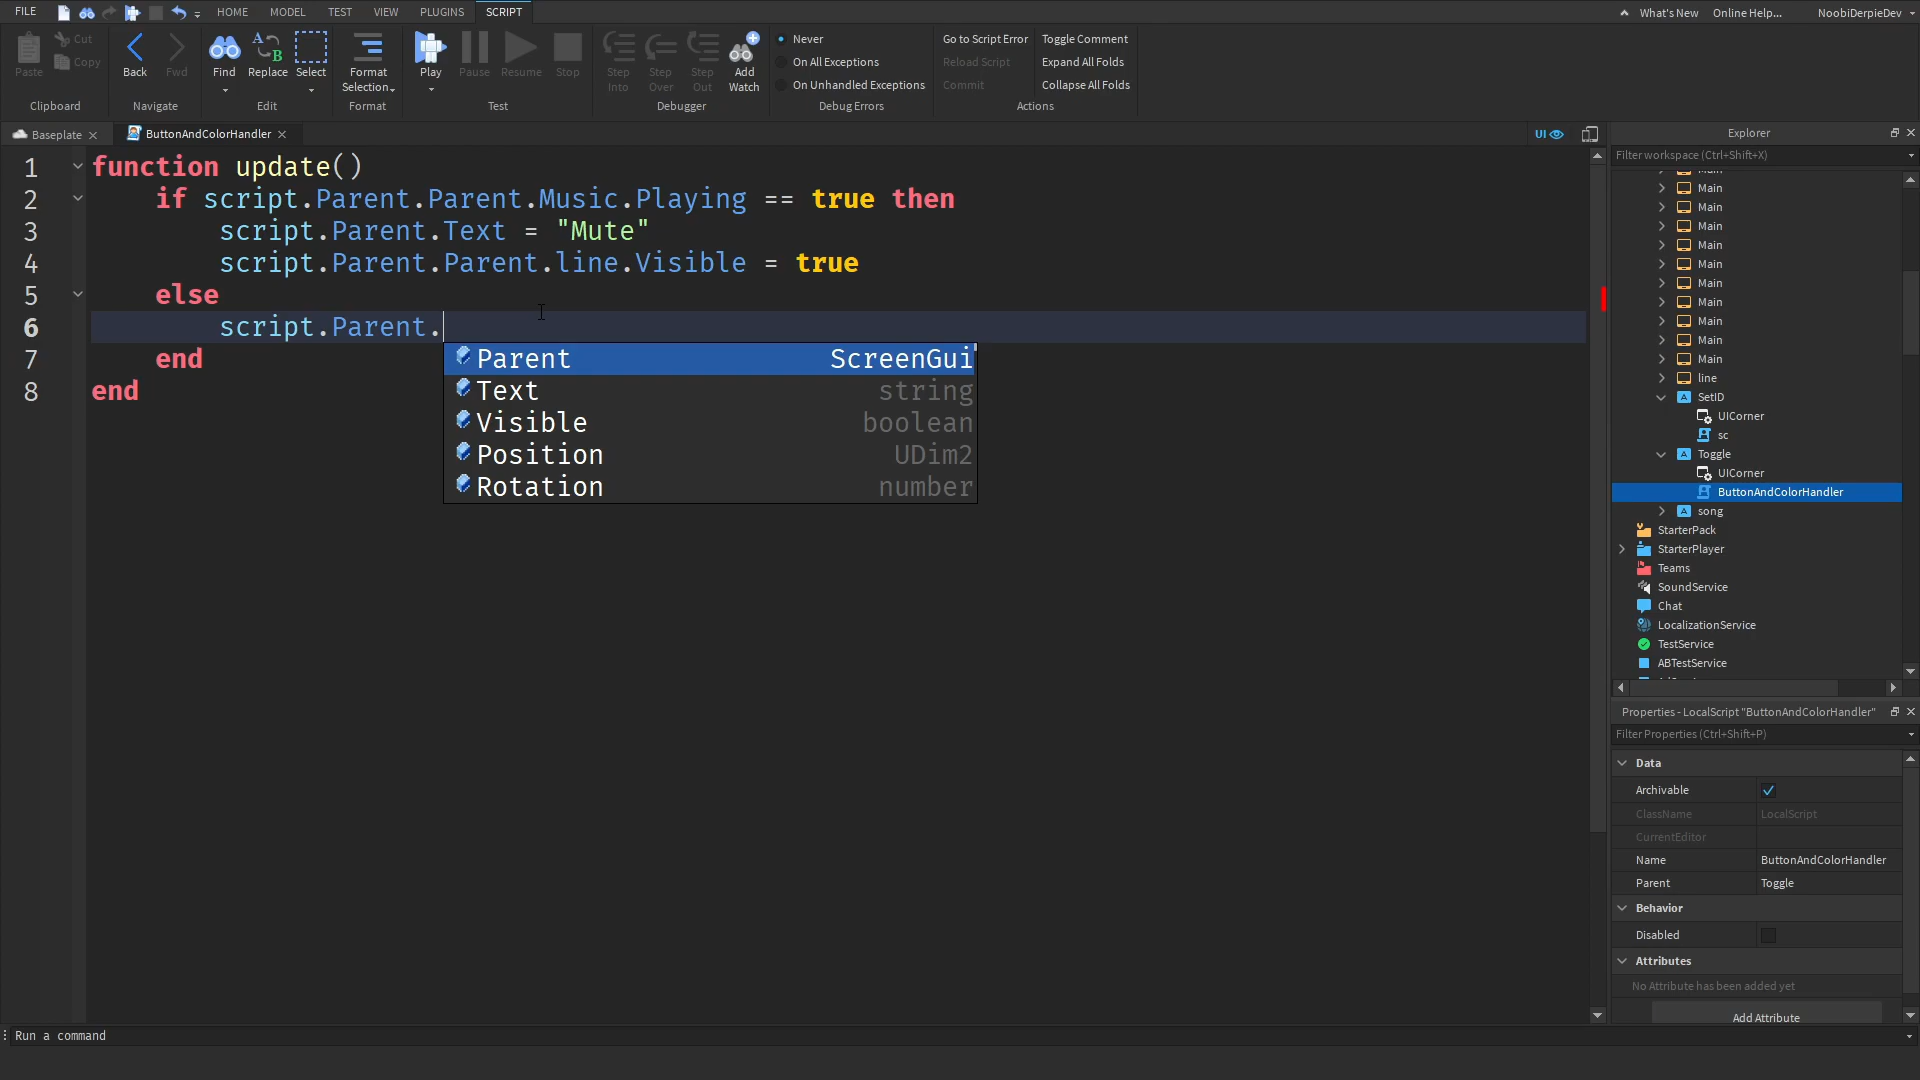 FILE HOME MODEL TEST VIEW PLUGINS SCRIPT What's New Online Help... NoobiDerpieDev
Paste Cut Copy Back Fwd Find Replace Select Format Selection Play Pause Resume Stop Step Into Step Over Step Out Add Watch
Never Go to Script Error Toggle Comment
On All Exceptions Reload Script Expand All Folds
On Unhandled Exceptions Commit Collapse All Folds
Clipboard Navigate Edit Format Test Debugger Debug Errors Actions
Baseplate ButtonAndColorHandler UI
1 function update()
2 if script.Parent.Parent.Music.Playing == true then
3 script.Parent.Text = "Mute"
4 script.Parent.Parent.line.Visible = true
5 else
6 script.Parent.
7 end
8 end
Parent ScreenGui
Text string
Visible boolean
Position UDim2
Rotation number
Explorer
Filter workspace (Ctrl+Shift+X)
Main
Main
Main
Main
Main
Main
Main
Main
Main
Main
Main
line
SetID
UICorner
sc
Toggle
UICorner
ButtonAndColorHandler
song
StarterPack
StarterPlayer
Teams
SoundService
Chat
LocalizationService
TestService
ABTestService
Properties - LocalScript "ButtonAndColorHandler"
Filter Properties (Ctrl+Shift+P)
Data
Archivable
ClassName LocalScript
CurrentEditor
Name ButtonAndColorHandler
Parent Toggle
Behavior
Disabled
Attributes
No Attribute has been added yet
Add Attribute
Run a command